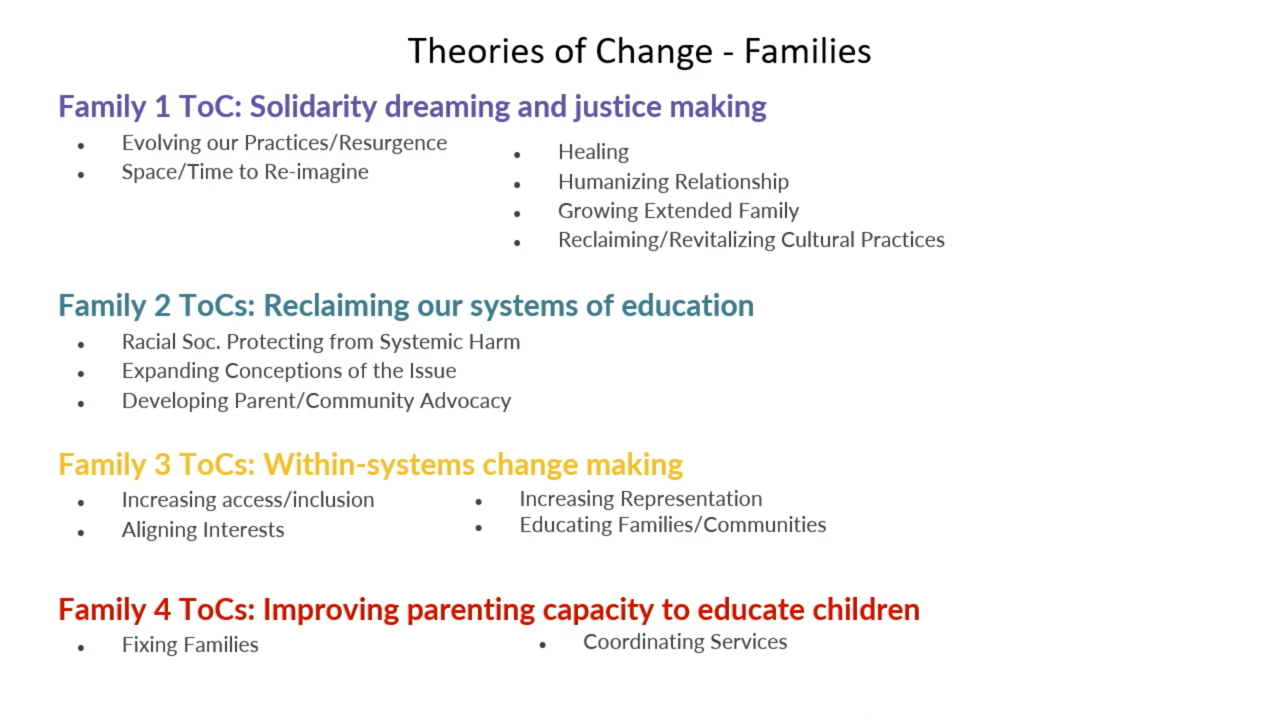 Theories of Change - Families
Family 1 ToC: Solidarity dreaming and justice making
• Evolving our Practices/Resurgence
• Space/Time to Re-imagine
• Healing
• Humanizing Relationship
• Growing Extended Family
• Reclaiming/Revitalizing Cultural Practices
Family 2 ToCs: Reclaiming our systems of education
• Racial Soc. Protecting from Systemic Harm
• Expanding Conceptions of the Issue
• Developing Parent/Community Advocacy
Family 3 ToCs: Within-systems change making
• Increasing access/inclusion
• Aligning Interests
• Increasing Representation
• Educating Families/Communities
Family 4 ToCs: Improving parenting capacity to educate children
• Fixing Families
• Coordinating Services